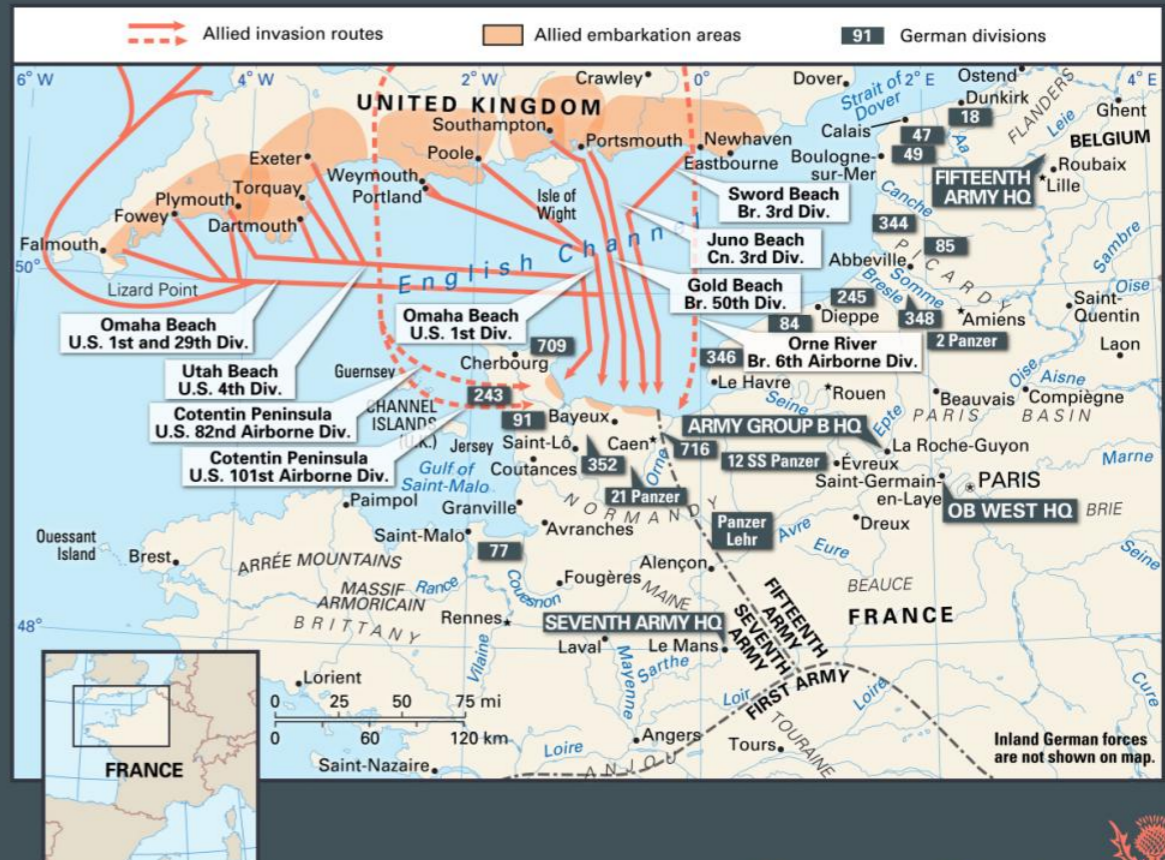 Allied invasion routes
Allied embarkation areas
91 German divisions
6° W
4° W
2° W
0°
2° E
4° E
Crawley
Dover
Strait of
Dover
Ostend
Dunkirk
18
FLANDERS
Leie
Ghent
UNITED KINGDOM
Southampton
Portsmouth
Newhaven
Eastbourne
Calais
47
Aa
BELGIUM
Exeter
Poole
Boulogne-
sur-Mer
49
Roubaix
Lille
FIFTEENTH
ARMY HQ
Weymouth
Portland
Isle of
Wight
Plymouth
Torquay
Fowey
Dartmouth
Falmouth
Lizard Point
50°
English Channel
Sword Beach
Br. 3rd Div.
Juno Beach
Cn. 3rd Div.
Gold Beach
Br. 50th Div.
Orne River
Br. 6th Airborne Div.
Canche
344
85
PICARDY
Abbeville
Somme
Bresle
Sambre
Oise
245
Dieppe
348
Amiens
Saint-
Quentin
84
2 Panzer
Laon
Omaha Beach
U.S. 1st and 29th Div.
Omaha Beach
U.S. 1st Div.
Utah Beach
U.S. 4th Div.
Cotentin Peninsula
U.S. 82nd Airborne Div.
Cotentin Peninsula
U.S. 101st Airborne Div.
Cherbourg
709
346
Le Havre
Rouen
Oise
Aisne
Compiègne
Beauvais
Seine
Epte
PARIS BASIN
Guernsey
CHANNEL
ISLANDS
(U.K.)
Jersey
243
91
Bayeux
ARMY GROUP B HQ
La Roche-Guyon
Saint-Lô
Caen
716
12 SS Panzer
Évreux
Marne
Coutances
352
Orne
Saint-Germain-
en-Laye
PARIS
Gulf of
Saint-Malo
21 Panzer
OB WEST HQ
BRIE
Paimpol
Granville
NORMANDY
Panzer
Lehr
Avre
Dreux
Ouessant
Island
Saint-Malo
Avranches
Eure
Seine
Brest
77
Alençon
ARRÉE MOUNTAINS
Rance
Couesnon
Fougères
MAINE
BEAUCE
MASSIF
ARMORICAIN
BRITTANY
FIFTEENTH
ARMY
SEVENTH
ARMY
FRANCE
48°
Rennes
SEVENTH ARMY HQ
Laval
Le Mans
Vilaine
Mayenne
Sarthe
FIRST ARMY
Loir
Loire
Cure
Lorient
0 25 50 75 mi
0 60 120 km
TOURAINE
Angers
Tours
Loire
ANJOU
Saint-Nazaire
Inland German forces
are not shown on map.
FRANCE